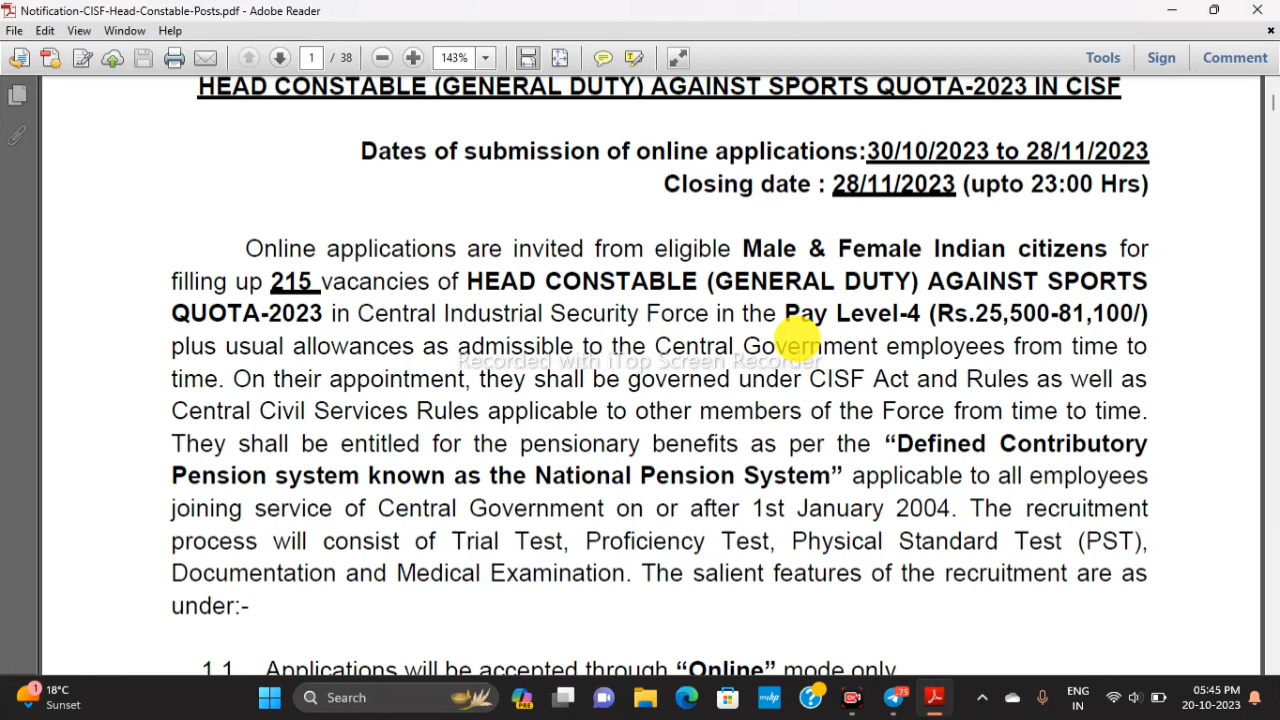 Notification-CISF-Head-Constable-Posts.pdf - Adobe Reader
File Edit View Window Help
1 / 38 143% Tools Sign Comment
HEAD CONSTABLE (GENERAL DUTY) AGAINST SPORTS QUOTA-2023 IN CISF
Dates of submission of online applications:30/10/2023 to 28/11/2023
Closing date : 28/11/2023 (upto 23:00 Hrs)
Online applications are invited from eligible Male & Female Indian citizens for
filling up 215 vacancies of HEAD CONSTABLE (GENERAL DUTY) AGAINST SPORTS
QUOTA-2023 in Central Industrial Security Force in the Pay Level-4 (Rs.25,500-81,100/)
plus usual allowances as admissible to the Central Government employees from time to
Recorded with iTop Screen Recorder
time. On their appointment, they shall be governed under CISF Act and Rules as well as
Central Civil Services Rules applicable to other members of the Force from time to time.
They shall be entitled for the pensionary benefits as per the “Defined Contributory
Pension system known as the National Pension System” applicable to all employees
joining service of Central Government on or after 1st January 2004. The recruitment
process will consist of Trial Test, Proficiency Test, Physical Standard Test (PST),
Documentation and Medical Examination. The salient features of the recruitment are as
under:-
1.1 Applications will be accepted through “Online” mode only
1 18°C
Sunset
Search
PRE
myhp
75
ENG
IN
05:45 PM
20-10-2023